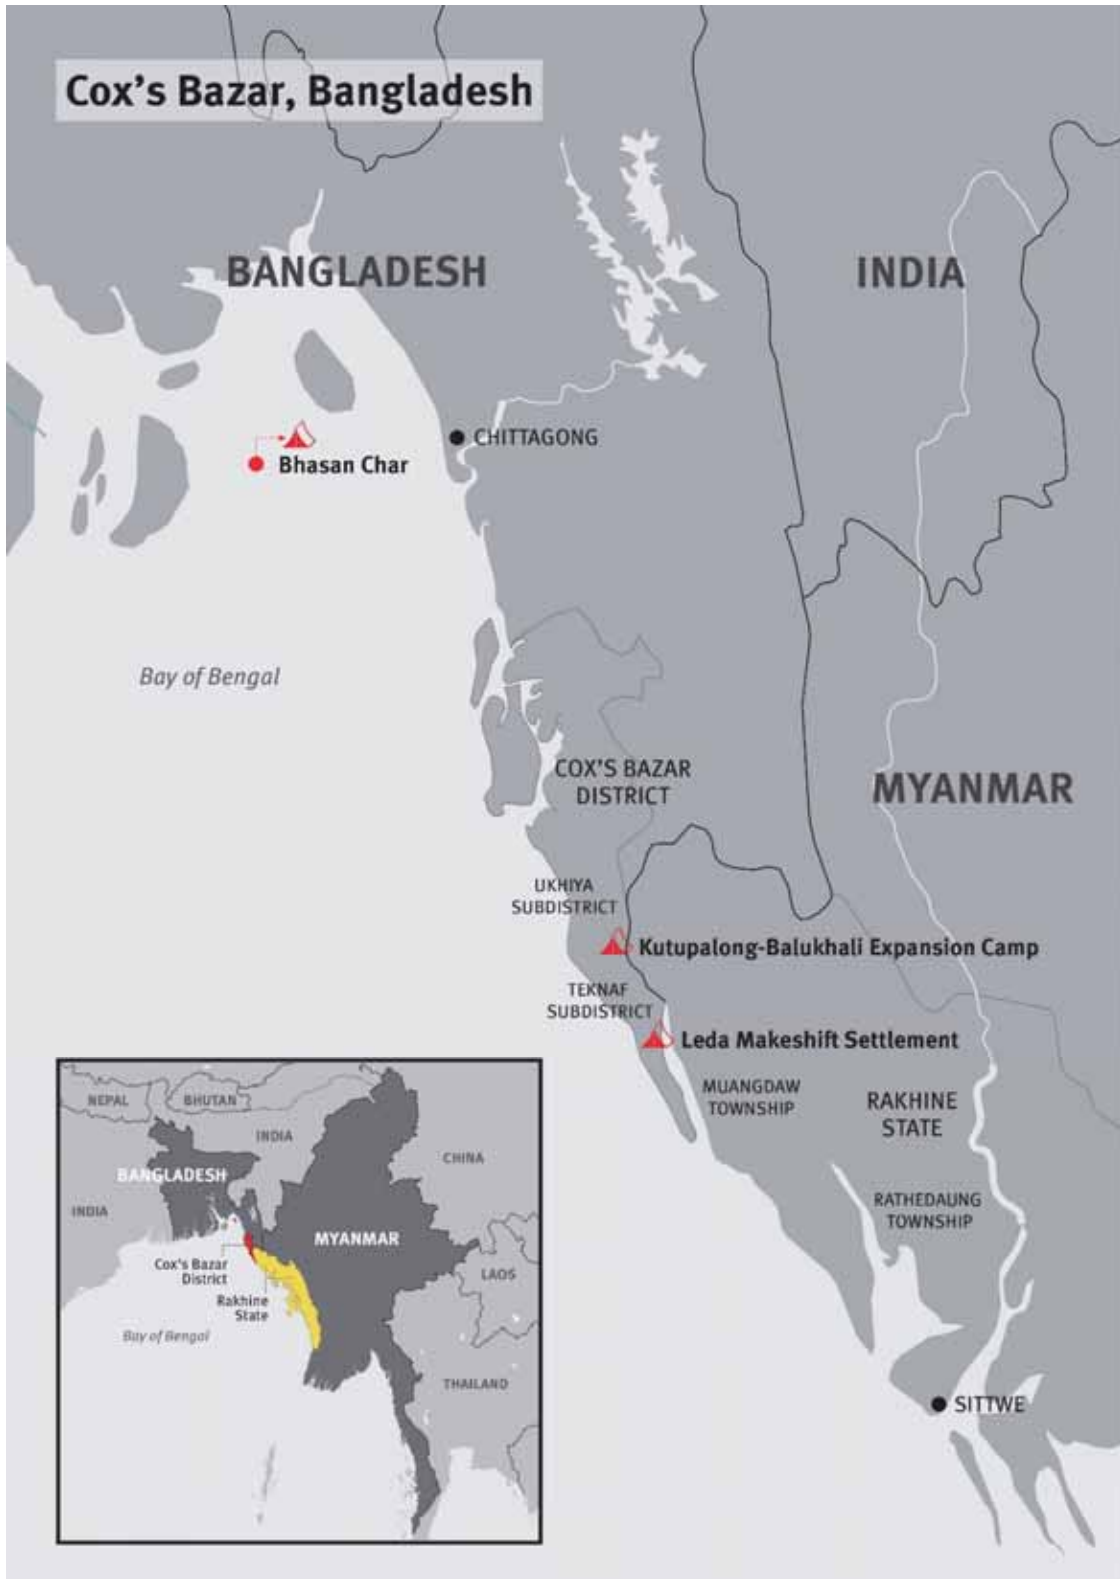 Cox's Bazar, Bangladesh
BANGLADESH
INDIA
CHITTAGONG
Bhasan Char
Bay of Bengal
COX'S BAZAR
DISTRICT
MYANMAR
UKHIYA
SUBDISTRICT
Kutupalong-Balukhali Expansion Camp
TEKNAF
SUBDISTRICT
Leda Makeshift Settlement
MUANGDAW
TOWNSHIP
RAKHINE
STATE
RATHEDAUNG
TOWNSHIP
SITTWE
NEPAL
BHUTAN
INDIA
CHINA
BANGLADESH
INDIA
MYANMAR
Cox's Bazar
District
LAOS
Rakhine
State
Bay of Bengal
THAILAND